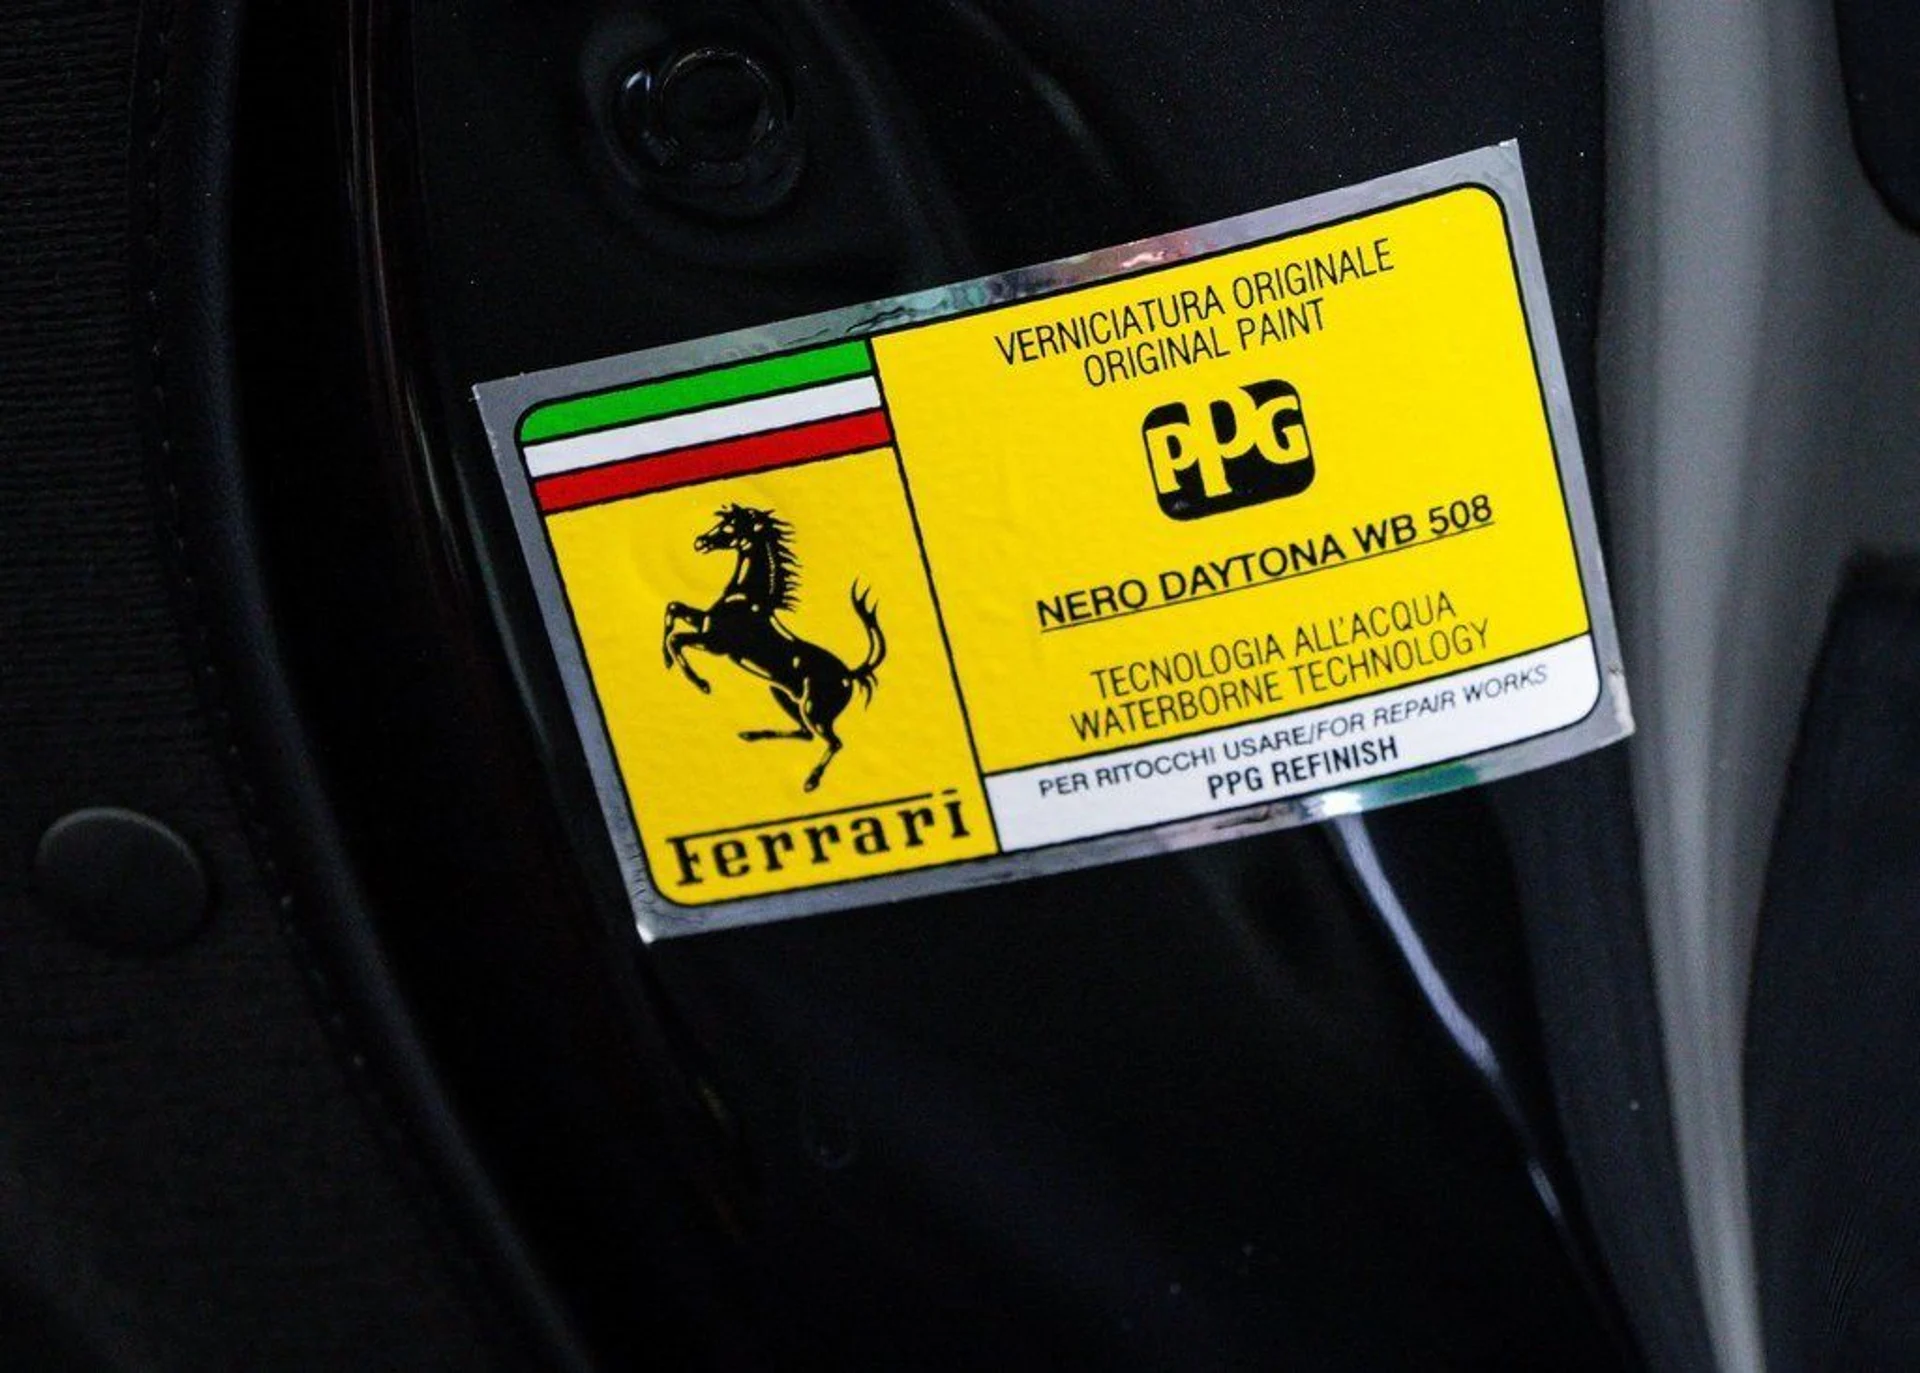 VERNICIATURA ORIGINALE
ORIGINAL PAINT
PPG
NERO DAYTONA WB 508
TECNOLOGIA ALL'ACQUA
WATERBORNE TECHNOLOGY
PER RITOCCHI USARE/FOR REPAIR WORKS
PPG REFINISH
Ferrari